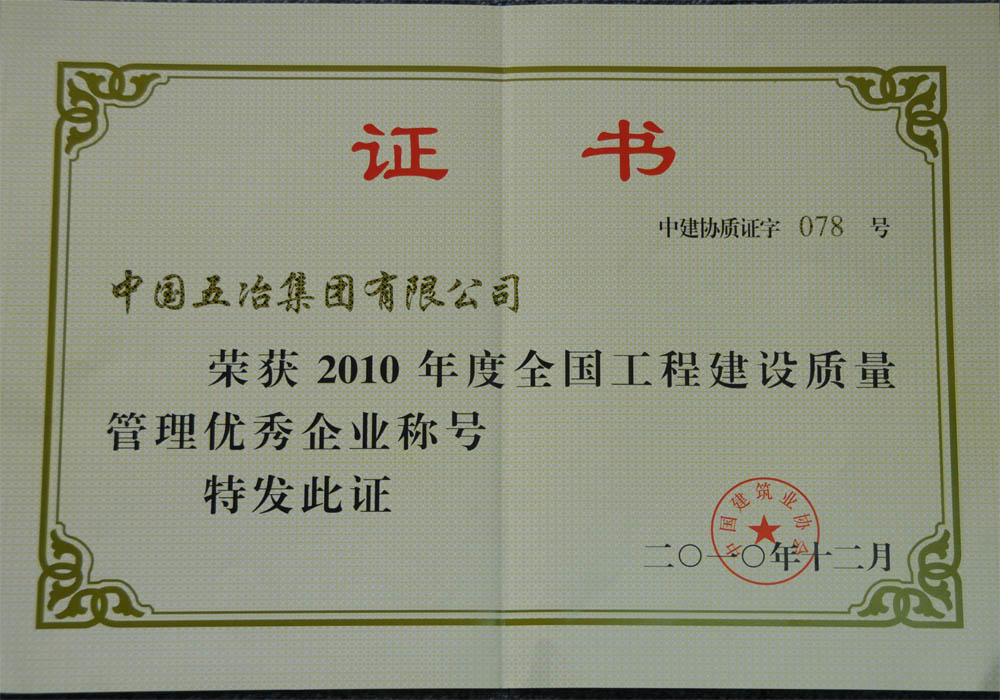 证 书
中建协质证字 078 号
中国五冶集团有限公司
荣获 2010 年度全国工程建设质量
管理优秀企业称号
特发此证
中国建筑业协会
二〇一〇年十二月